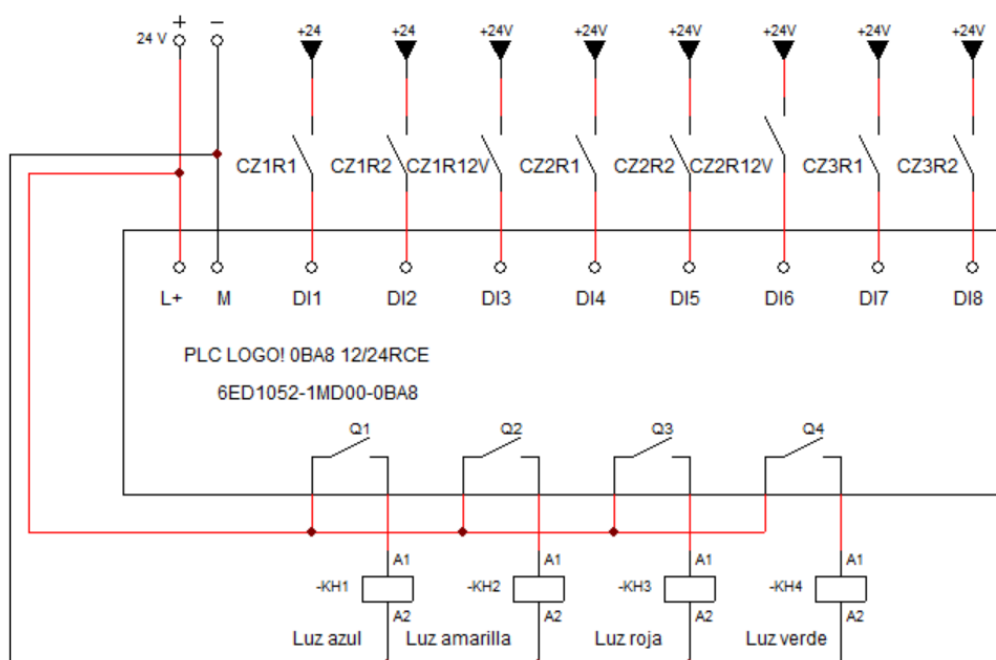 + −
24 V
+24 +24 +24V +24V +24V +24V +24V +24V
CZ1R1 CZ1R2 CZ1R12V CZ2R1 CZ2R2 CZ2R12V CZ3R1 CZ3R2
L+ M DI1 DI2 DI3 DI4 DI5 DI6 DI7 DI8
PLC LOGO! 0BA8 12/24RCE
6ED1052-1MD00-0BA8
Q1 Q2 Q3 Q4
A1 A1 A1 A1
-KH1 -KH2 -KH3 -KH4
A2 A2 A2 A2
Luz azul Luz amarilla Luz roja Luz verde